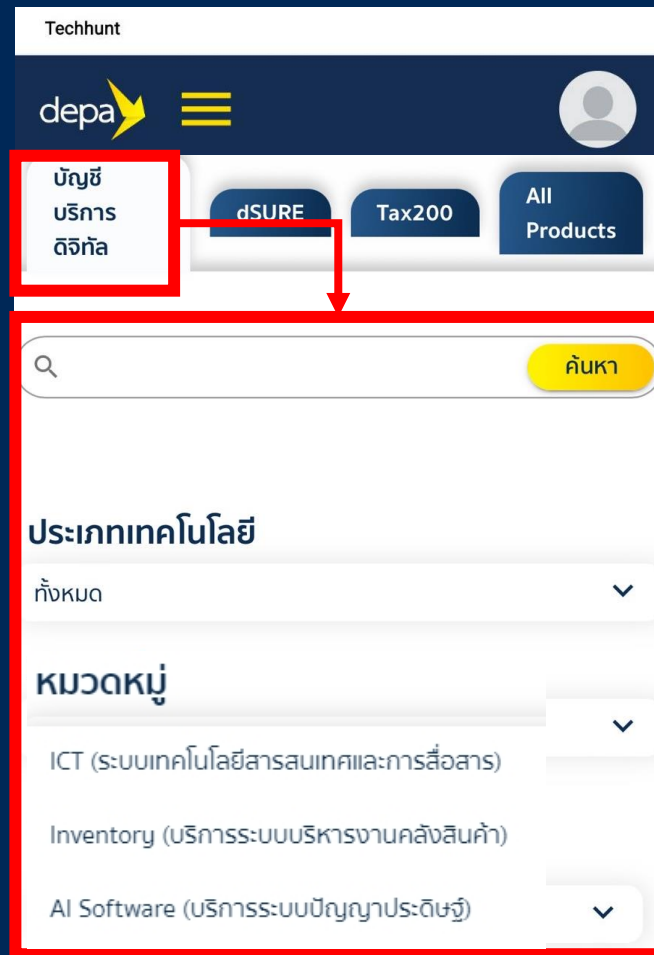 Techhunt
depa
บัญชี
บริการ
ดิจิทัล
dSURE
Tax200
All
Products
ค้นหา
ประเภทเทคโนโลยี
ทั้งหมด
หมวดหมู่
ICT (ระบบเทคโนโลยีสารสนเทศและการสื่อสาร)
Inventory (บริการระบบบริหารงานคลังสินค้า)
AI Software (บริการระบบปัญญาประดิษฐ์)